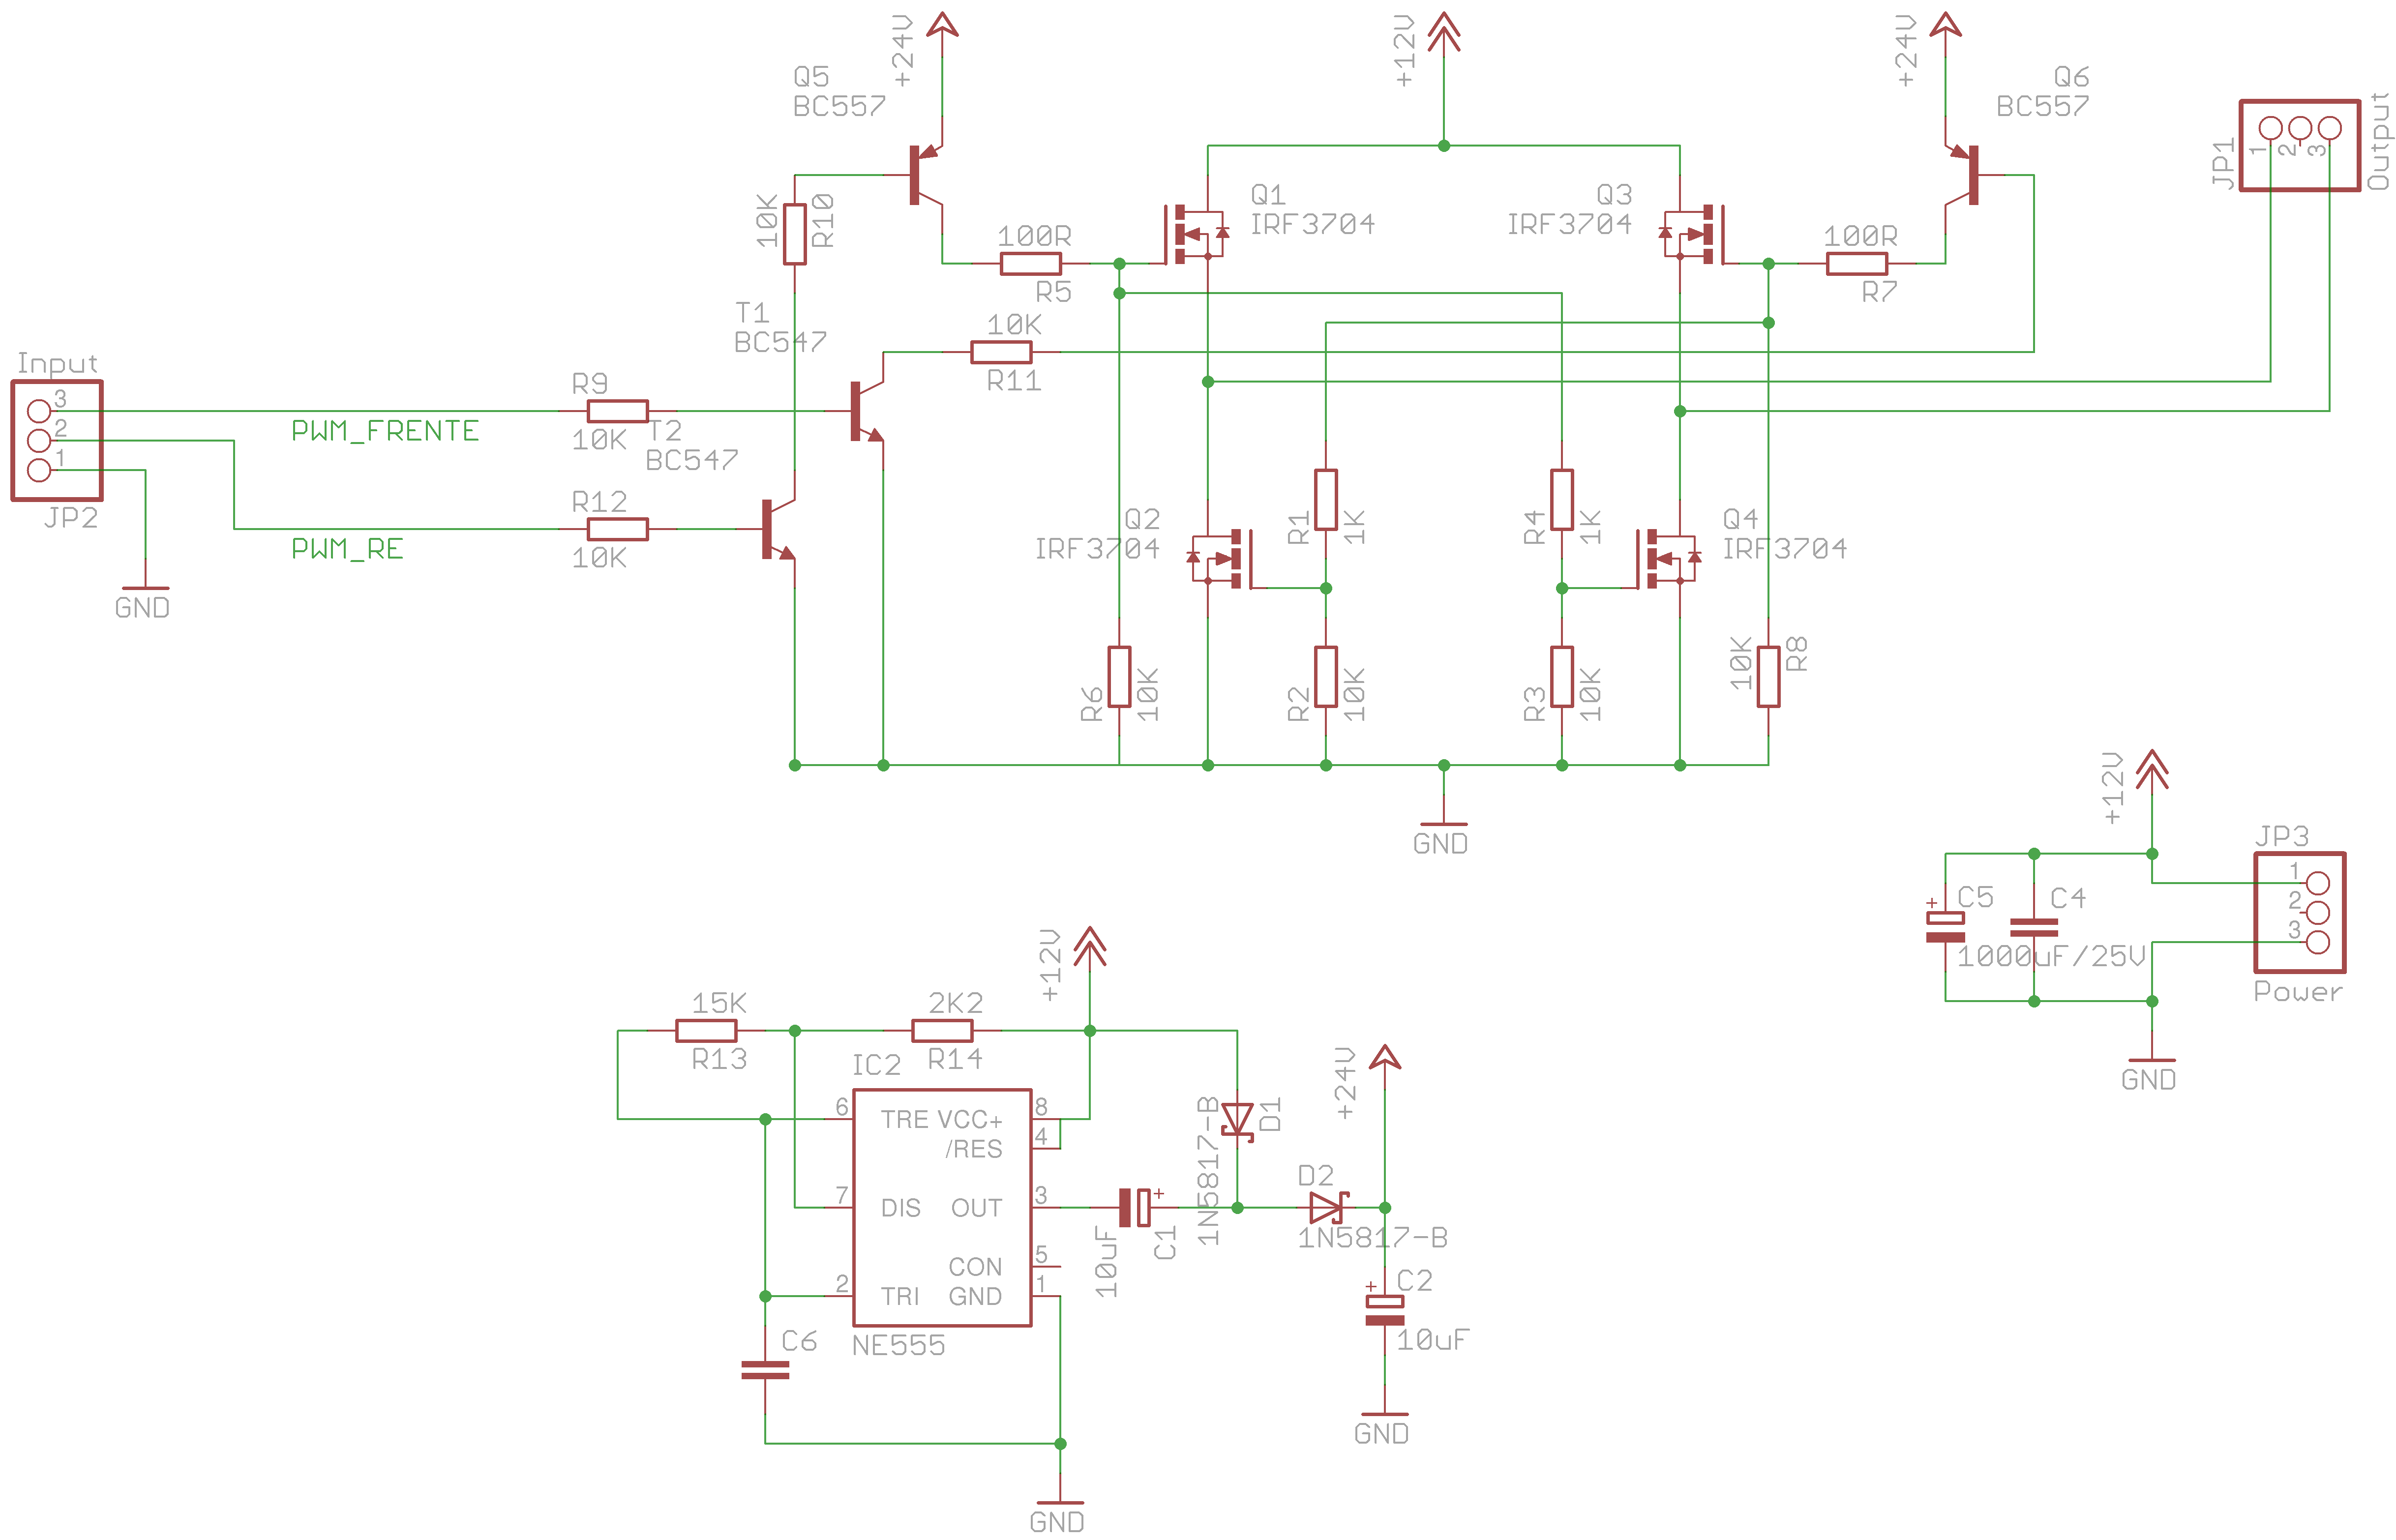 +24V
Q5
BC557
+12V
+24V
Q6
BC557
JP1
1
2
3
Output
10K
R10
100R
R5
Q1
IRF3704
Q3
IRF3704
100R
R7
T1
BC547
10K
R11
Input
3
2
1
JP2
GND
PWM_FRENTE
PWM_RE
R9
10K
T2
BC547
R12
10K
Q2
IRF3704
R1
1K
R4
1K
Q4
IRF3704
R6
10K
R2
10K
R3
10K
10K
R8
GND
+12V
JP3
1
2
3
Power
C5
C4
1000uF/25V
GND
+12V
15K
R13
2K2
R14
IC2
6
TRE
VCC+
8
/RES
4
7
DIS
OUT
3
CON
5
2
TRI
GND
1
NE555
C6
GND
10uF
C1
1N5817-B
D1
D2
1N5817-B
+24V
C2
10uF
GND